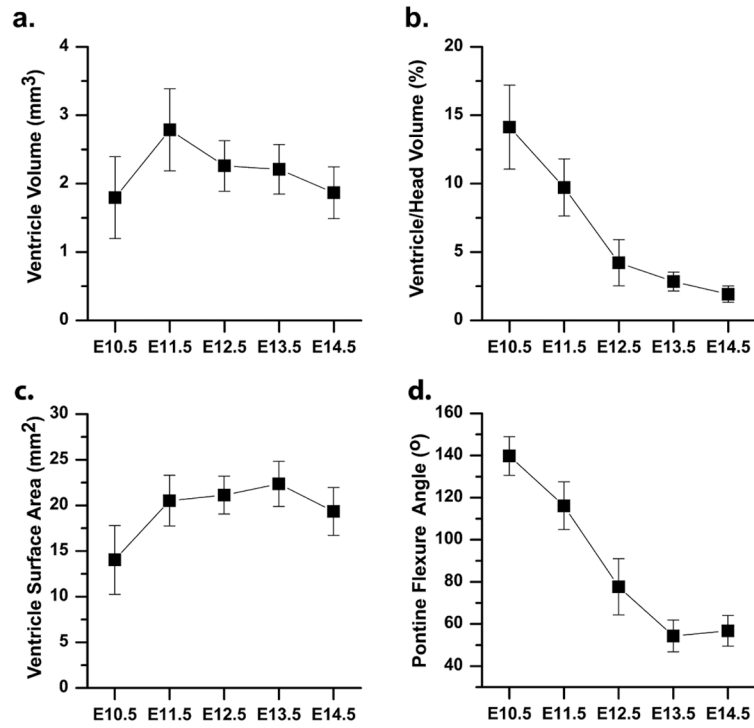 a.
Ventricle Volume (mm³)
4
3
2
1
0
E10.5 E11.5 E12.5 E13.5 E14.5
b.
Ventricle/Head Volume (%)
20
15
10
5
0
E10.5 E11.5 E12.5 E13.5 E14.5
c.
Ventricle Surface Area (mm²)
30
25
20
15
10
5
0
E10.5 E11.5 E12.5 E13.5 E14.5
d.
Pontine Flexure Angle (º)
160
140
120
100
80
60
40
E10.5 E11.5 E12.5 E13.5 E14.5